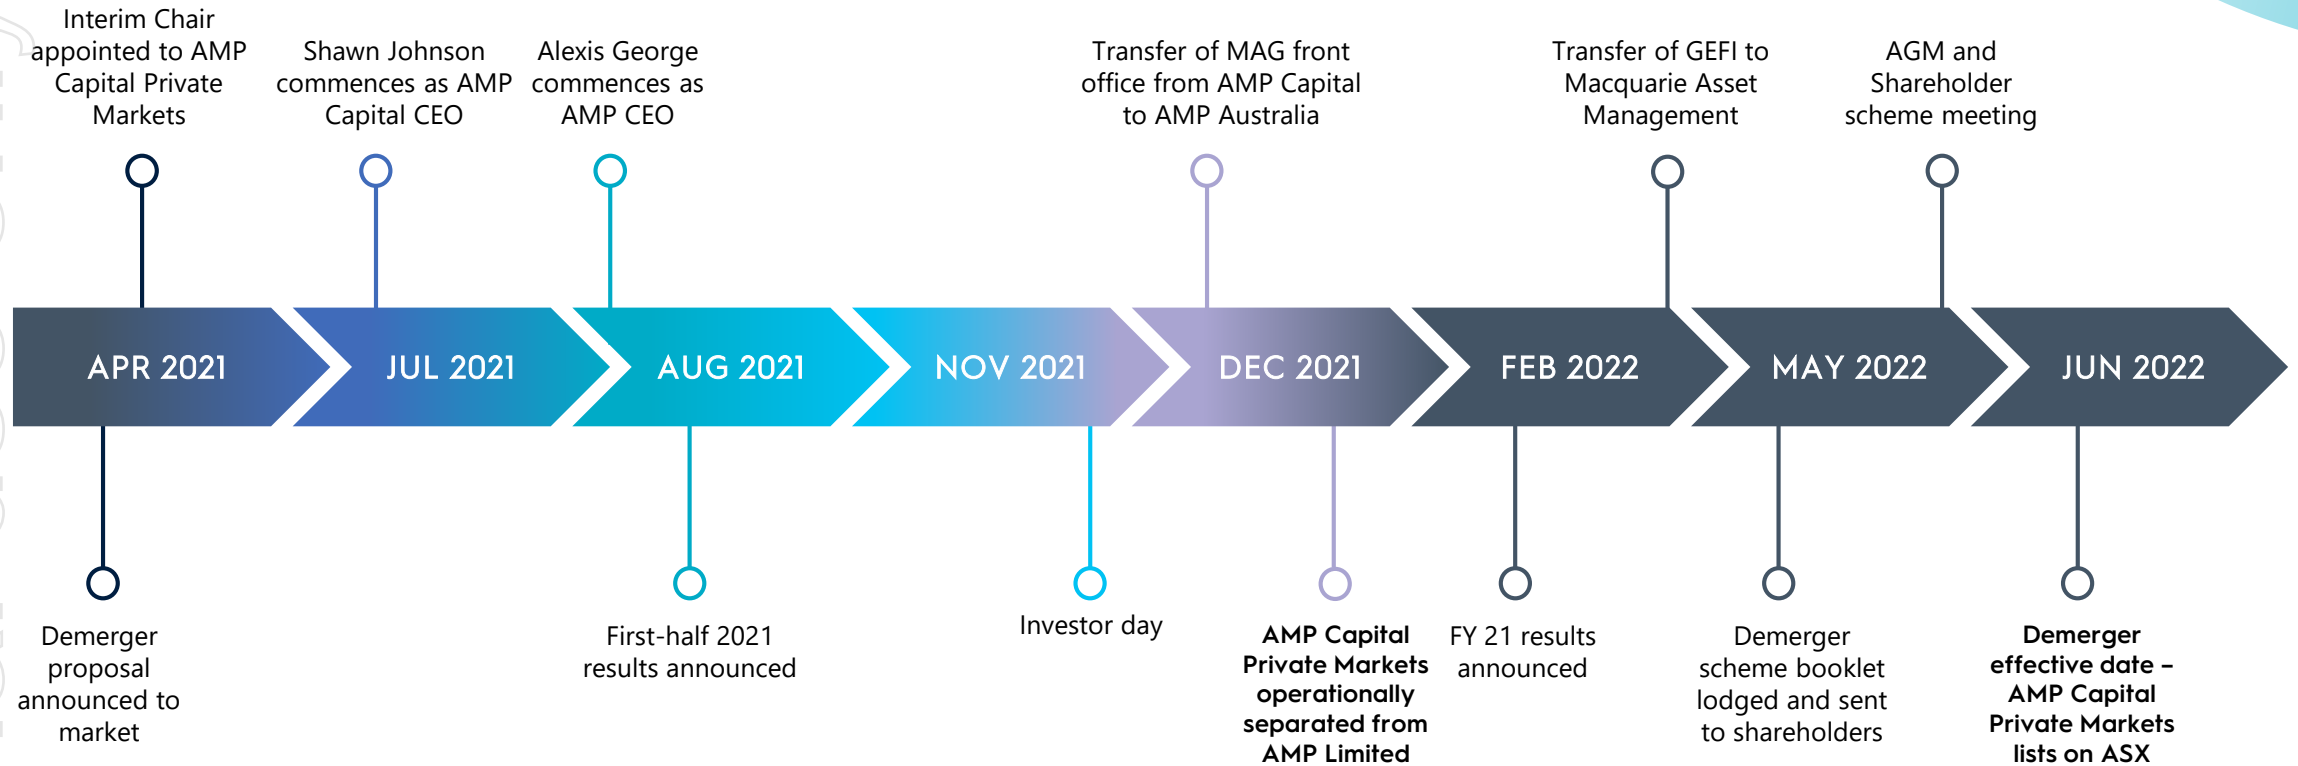 Interim Chair
appointed to AMP
Capital Private
Markets
Shawn Johnson
commences as AMP
Capital CEO
Alexis George
commences as
AMP CEO
Transfer of MAG front
office from AMP Capital
to AMP Australia
Transfer of GEFI to
Macquarie Asset
Management
AGM and
Shareholder
scheme meeting
APR 2021
JUL 2021
AUG 2021
NOV 2021
DEC 2021
FEB 2022
MAY 2022
JUN 2022
Demerger
proposal
announced to
market
First-half 2021
results announced
Investor day
AMP Capital
Private Markets
operationally
separated from
AMP Limited
FY 21 results
announced
Demerger
scheme booklet
lodged and sent
to shareholders
Demerger
effective date –
AMP Capital
Private Markets
lists on ASX